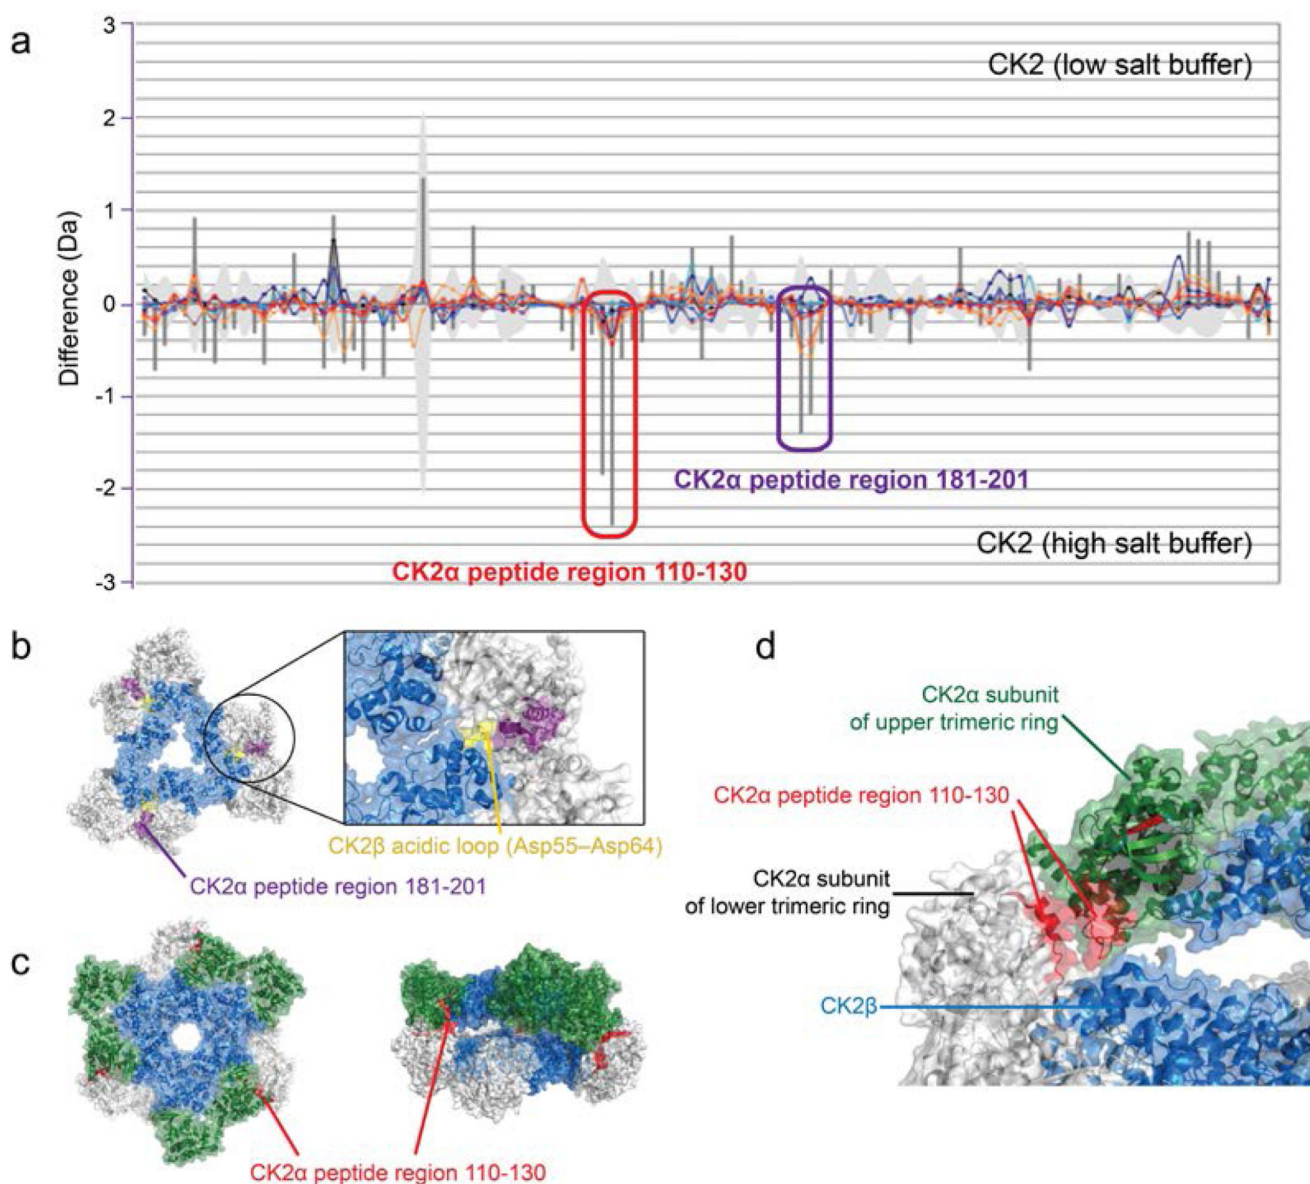 a
3
2
1
0
-1
-2
-3
Difference (Da)
CK2 (low salt buffer)
CK2α peptide region 181-201
CK2 (high salt buffer)
CK2α peptide region 110-130
b
CK2β acidic loop (Asp55–Asp64)
CK2α peptide region 181-201
c
CK2α peptide region 110-130
d
CK2α subunit
of upper trimeric ring
CK2α peptide region 110-130
CK2α subunit
of lower trimeric ring
CK2β